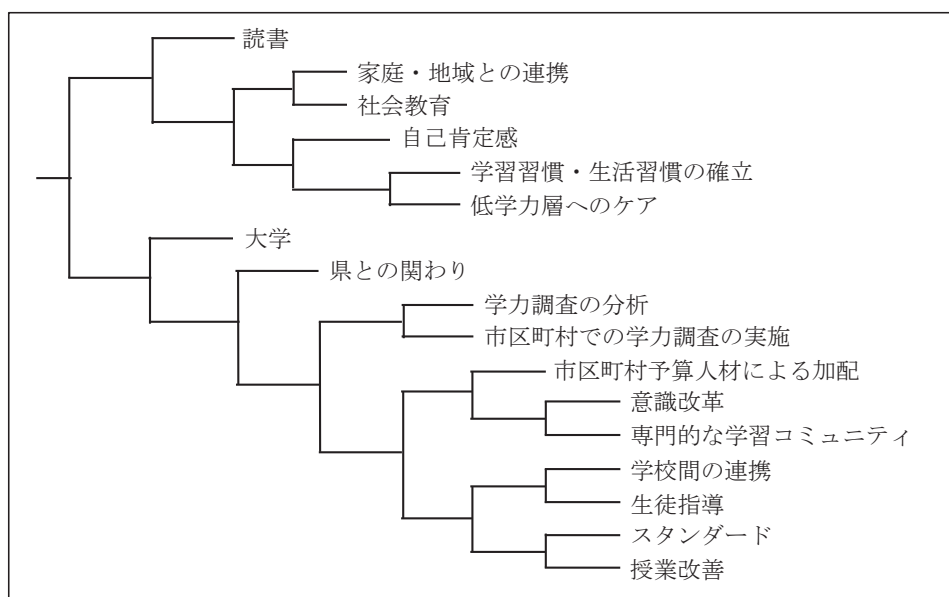 読書
家庭・地域との連携
社会教育
自己肯定感
学習習慣・生活習慣の確立
低学力層へのケア
大学
県との関わり
学力調査の分析
市区町村での学力調査の実施
市区町村予算人材による加配
意識改革
専門的な学習コミュニティ
学校間の連携
生徒指導
スタンダード
授業改善